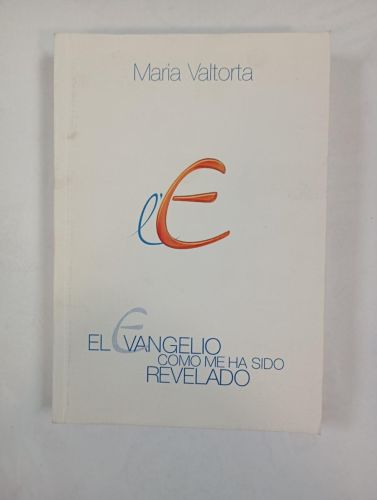 Maria Valtorta
l'E
EL EVANGELIO
COMO ME HA SIDO
REVELADO